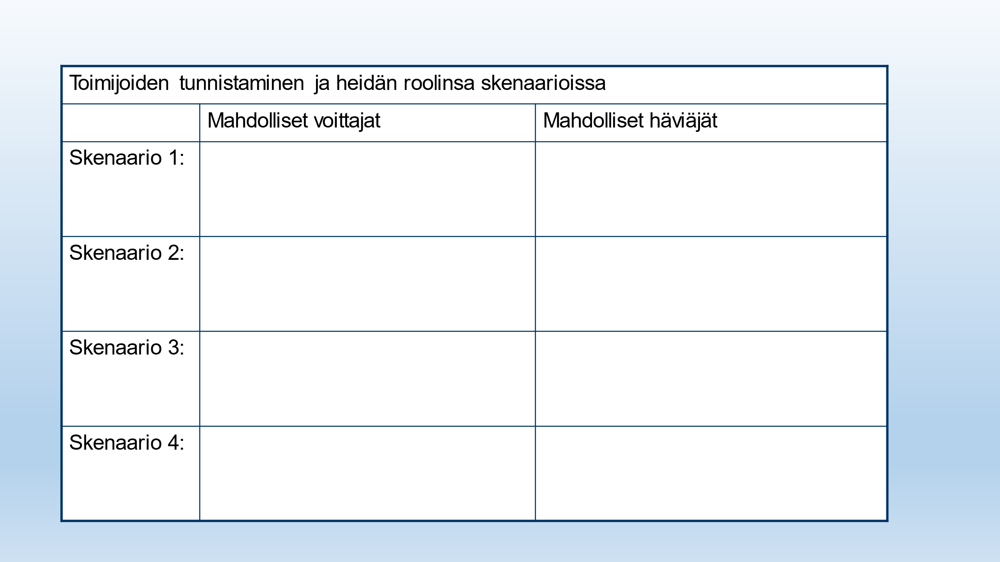 Toimijoiden tunnistaminen ja heidän roolinsa skenaarioissa
Mahdolliset voittajat
Mahdolliset häviäjät
Skenaario 1:
Skenaario 2:
Skenaario 3:
Skenaario 4: